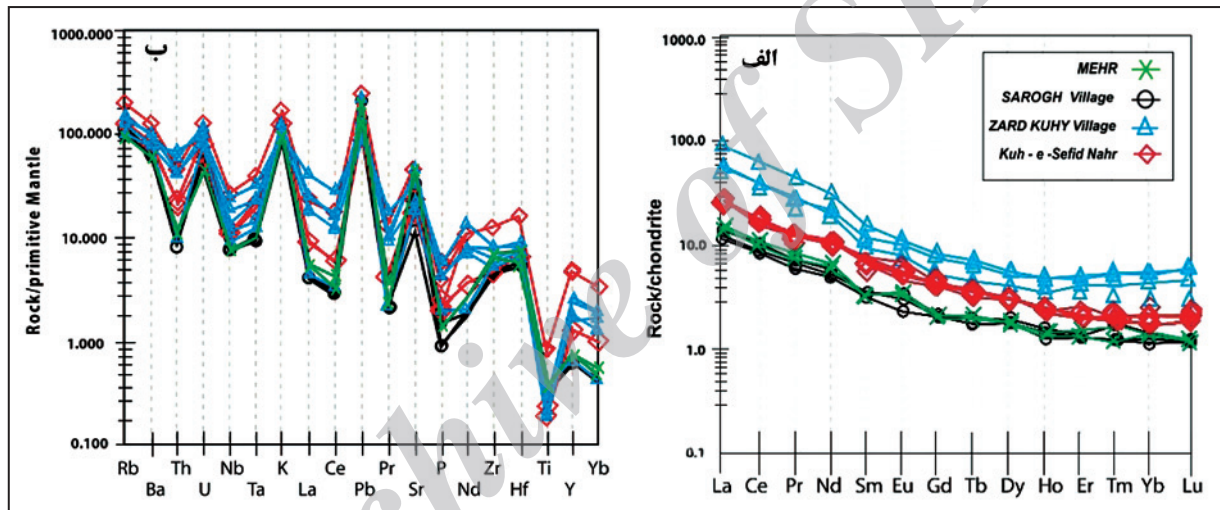 ب
1000.000
100.000
10.000
1.000
0.100
Rock/primitive Mantle
Rb Th Nb K Ce Pr P Zr Ti Yb
Ba U Ta La Pb Sr Nd Hf Y
الف
1000.0
100.0
10.0
1.0
0.1
Rock/chondrite
MEHR
SAROGH Village
ZARD KUHY Village
Kuh - e -Sefid Nahr
La Ce Pr Nd Sm Eu Gd Tb Dy Ho Er Tm Yb Lu